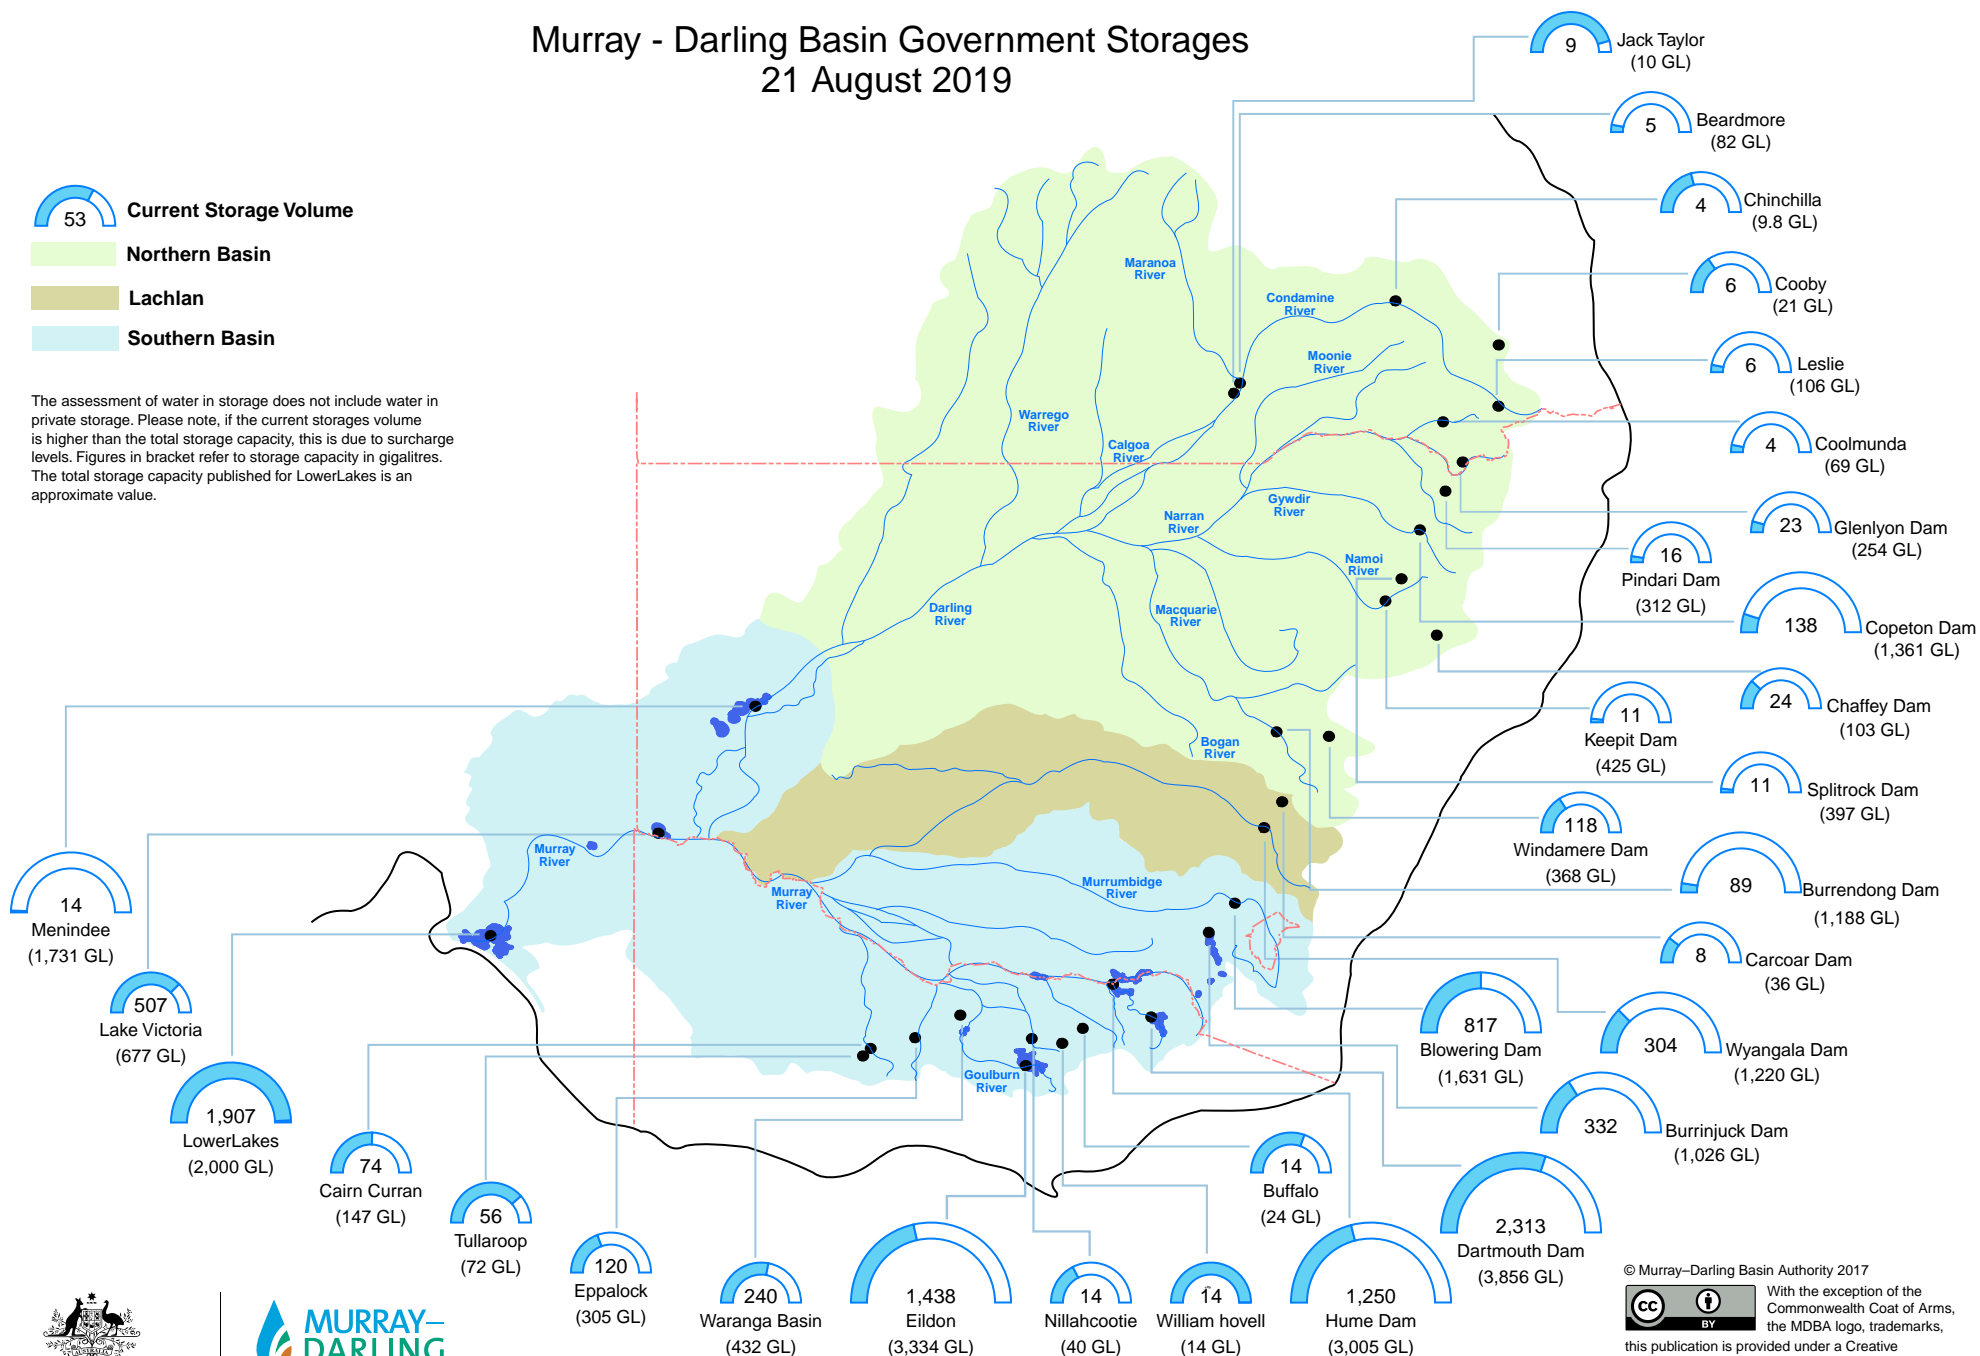 Murray - Darling Basin Government Storages
21 August 2019
53
Current Storage Volume
Northern Basin
Lachlan
Southern Basin
The assessment of water in storage does not include water in
private storage. Please note, if the current storages volume
is higher than the total storage capacity, this is due to surcharge
levels. Figures in bracket refer to storage capacity in gigalitres.
The total storage capacity published for LowerLakes is an
approximate value.
9
Jack Taylor
(10 GL)
5
Beardmore
(82 GL)
4
Chinchilla
(9.8 GL)
6
Cooby
(21 GL)
6
Leslie
(106 GL)
4
Coolmunda
(69 GL)
23
Glenlyon Dam
(254 GL)
16
Pindari Dam
(312 GL)
138
Copeton Dam
(1,361 GL)
24
Chaffey Dam
(103 GL)
11
Keepit Dam
(425 GL)
11
Splitrock Dam
(397 GL)
118
Windamere Dam
(368 GL)
89
Burrendong Dam
(1,188 GL)
8
Carcoar Dam
(36 GL)
817
Blowering Dam
(1,631 GL)
304
Wyangala Dam
(1,220 GL)
332
Burrinjuck Dam
(1,026 GL)
2,313
Dartmouth Dam
(3,856 GL)
Maranoa
River
Condamine
River
Moonie
River
Warrego
River
Calgoa
River
Gywdir
River
Narran
River
Namoi
River
Darling
River
Macquarie
River
Bogan
River
Murray
River
Murray
River
Murrumbidge
River
Goulburn
River
14
Menindee
(1,731 GL)
507
Lake Victoria
(677 GL)
1,907
LowerLakes
(2,000 GL)
74
Cairn Curran
(147 GL)
56
Tullaroop
(72 GL)
120
Eppalock
(305 GL)
240
Waranga Basin
(432 GL)
1,438
Eildon
(3,334 GL)
14
Nillahcootie
(40 GL)
14
William hovell
(14 GL)
14
Buffalo
(24 GL)
1,250
Hume Dam
(3,005 GL)
MURRAY–
DARLING
© Murray–Darling Basin Authority 2017
cc
BY
With the exception of the
Commonwealth Coat of Arms,
the MDBA logo, trademarks,
this publication is provided under a Creative